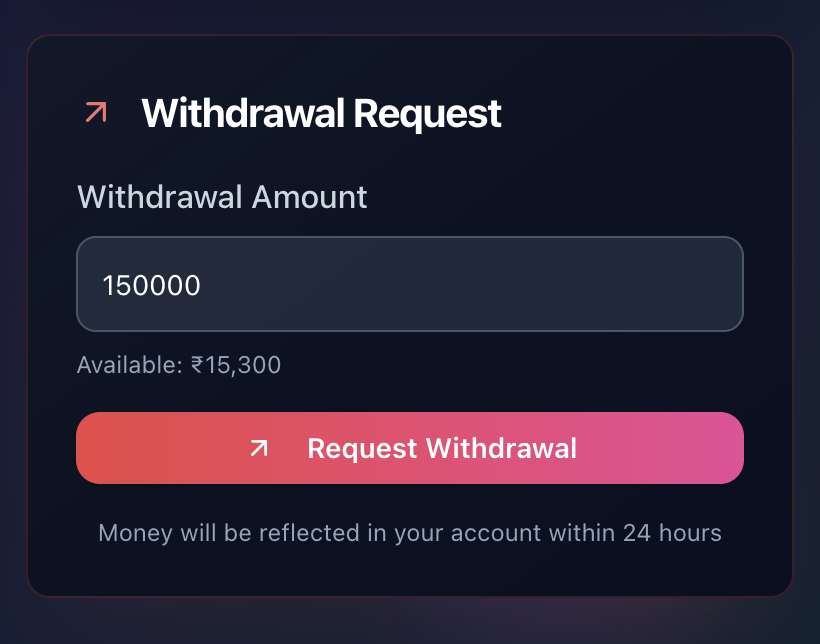 Withdrawal Request
Withdrawal Amount
150000
Available: ₹15,300
Request Withdrawal
Money will be reflected in your account within 24 hours